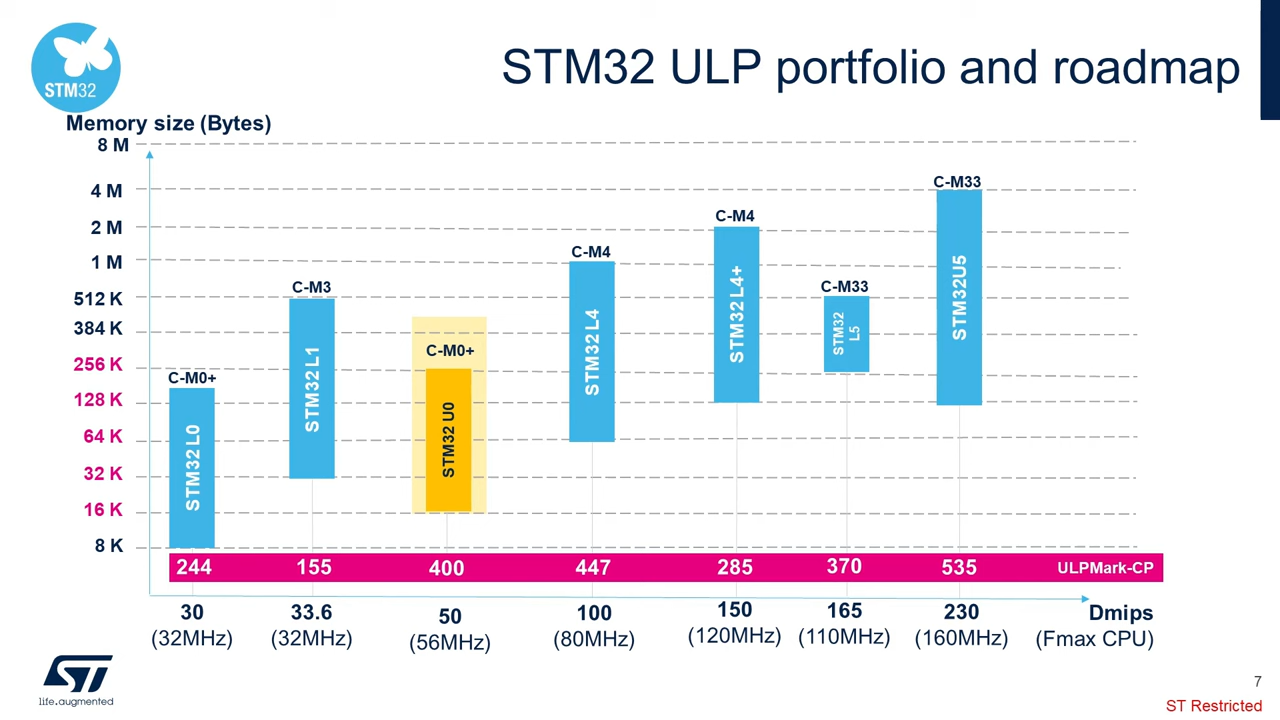 STM32
STM32 ULP portfolio and roadmap
Memory size (Bytes)
8 M
4 M
2 M
1 M
512 K
384 K
256 K
128 K
64 K
32 K
16 K
8 K
C-M0+
STM32 L0
C-M3
STM32 L1
C-M0+
STM32 U0
C-M4
STM32 L4
C-M4
STM32 L4+
C-M33
STM32
L5
C-M33
STM32U5
244 155 400 447 285 370 535 ULPMark-CP
30 33.6 50 100 150 165 230 Dmips
(32MHz) (32MHz) (56MHz) (80MHz) (120MHz) (110MHz) (160MHz) (Fmax CPU)
ST
life.augmented
7
ST Restricted